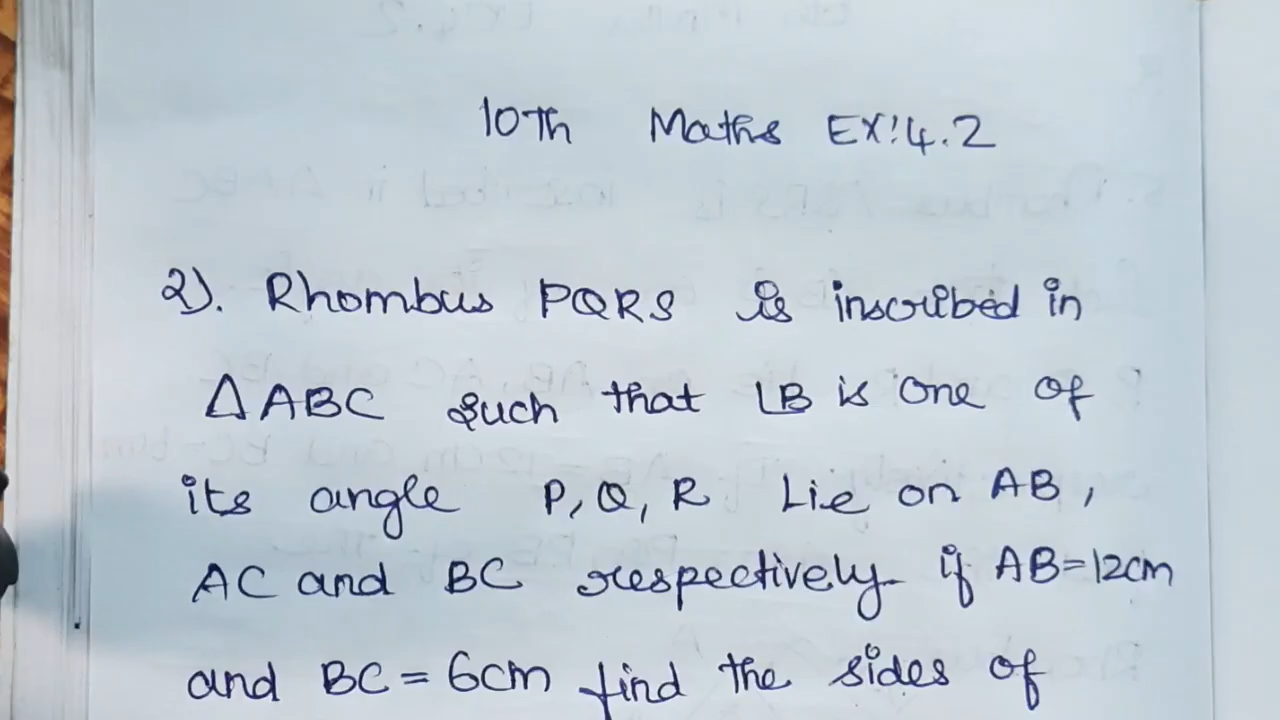 10Th Maths EX:4.2
2). Rhombus PQRS is inscribed in
△ABC such that ∠B is one of
its angle P, Q, R Lie on AB,
AC and BC respectively. if AB=12cm
and BC = 6cm find the sides of